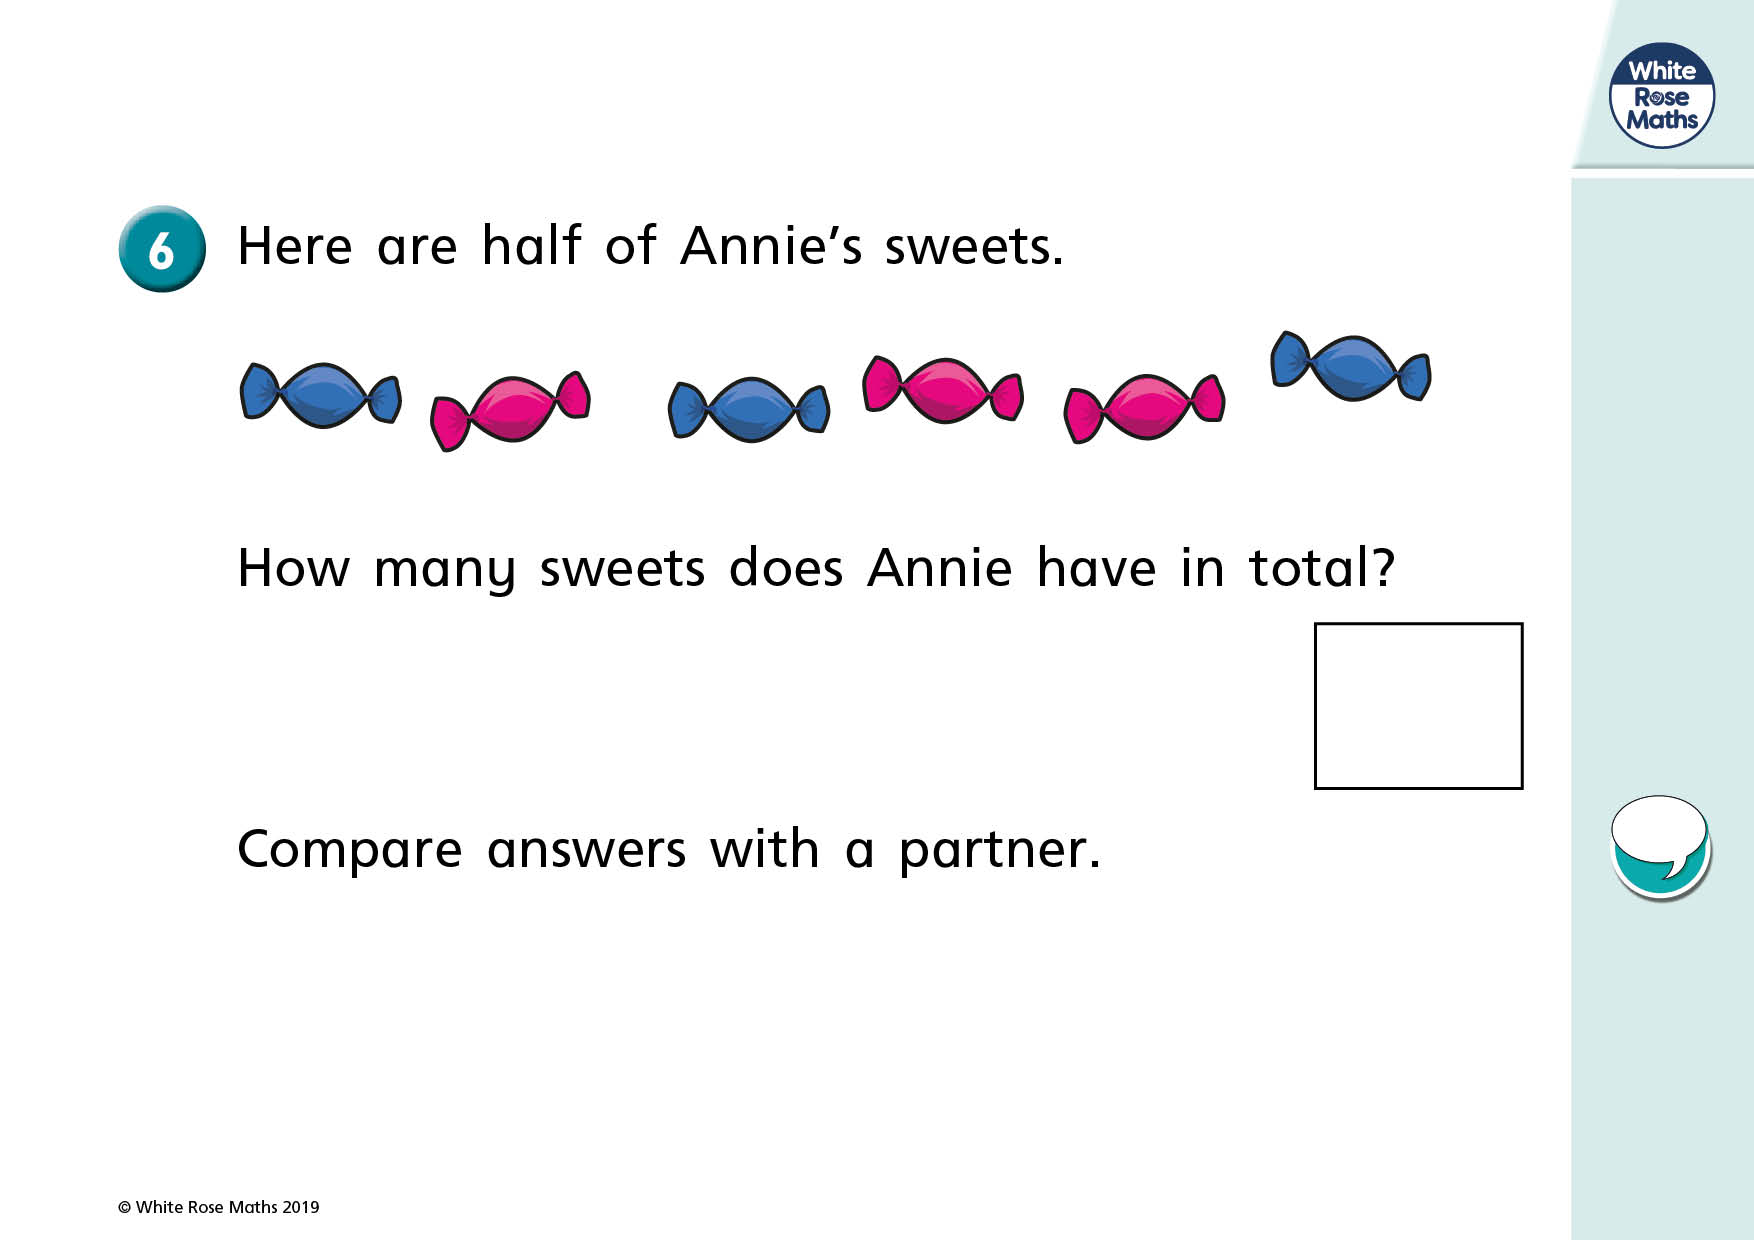 White
Rose
Maths
6 Here are half of Annie’s sweets.
How many sweets does Annie have in total?
Compare answers with a partner.
© White Rose Maths 2019